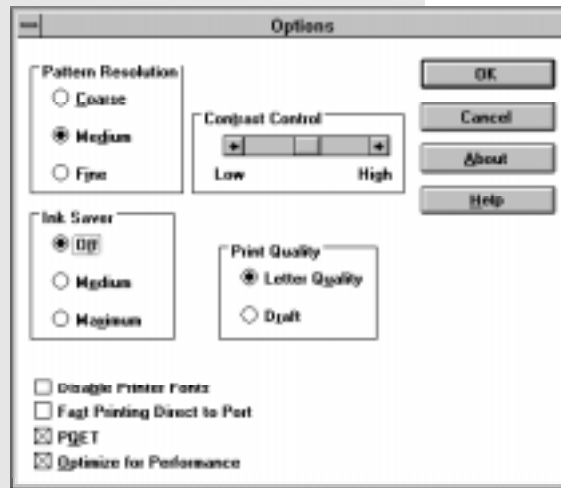 Options
Pattern Resolution
Coarse
Medium
Fine
Contrast Control
Low High
OK
Cancel
About
Help
Ink Saver
Off
Medium
Maximum
Print Quality
Letter Quality
Draft
Disable Printer Fonts
Fast Printing Direct to Port
PQET
Optimize for Performance